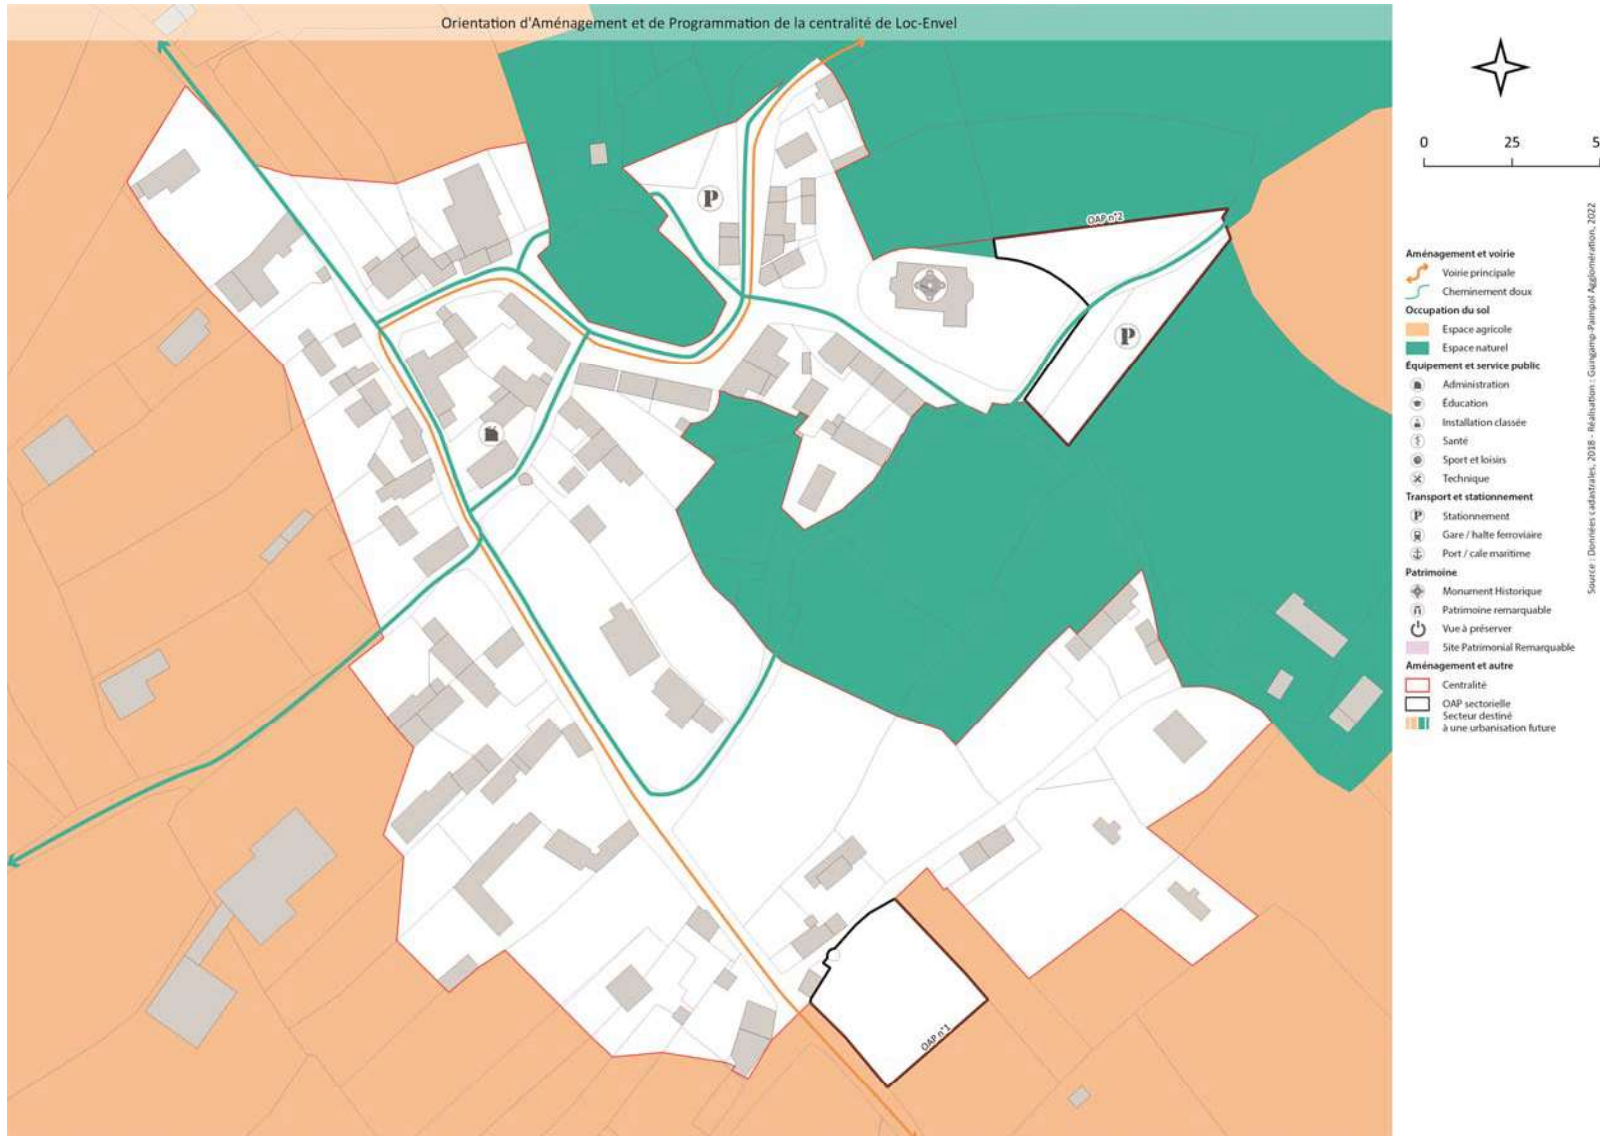 Orientation d'Aménagement et de Programmation de la centralité de Loc-Envel
P
OAP n°2
P
OAP n°1
0 25 5
Aménagement et voirie
Voirie principale
Cheminement doux
Occupation du sol
Espace agricole
Espace naturel
Équipement et service public
Administration
Éducation
Installation classée
Santé
Sport et loisirs
Technique
Transport et stationnement
P Stationnement
Gare / halte ferroviaire
Port / cale maritime
Patrimoine
Monument Historique
Patrimoine remarquable
Vue à préserver
Site Patrimonial Remarquable
Aménagement et autre
Centralité
OAP sectorielle
Secteur destiné
à une urbanisation future
Source : Données cadastrales, 2018 - Réalisation : Guingamp-Paimpol Agglomération, 2022